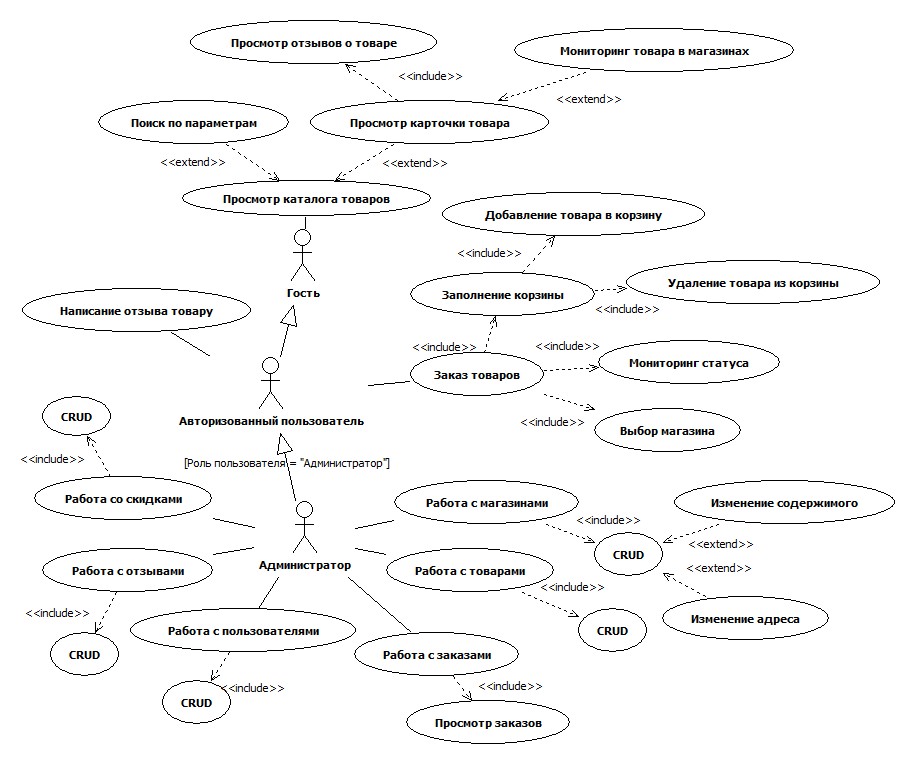 Просмотр отзывов о товаре
Мониторинг товара в магазинах
<<include>>
<<extend>>
Поиск по параметрам
Просмотр карточки товара
<<extend>>
<<extend>>
Просмотр каталога товаров
Добавление товара в корзину
<<include>>
Гость
Заполнение корзины
Удаление товара из корзины
<<include>>
Написание отзыва товару
<<include>>
<<include>>
Мониторинг статуса
Заказ товаров
Авторизованный пользователь
<<include>>
Выбор магазина
CRUD
<<include>>
[Роль пользователя = "Администратор"]
Работа со скидками
Работа с магазинами
Изменение содержимого
<<include>>
<<extend>>
CRUD
Администратор
<<extend>>
Работа с отзывами
Работа с товарами
<<include>>
<<include>>
Изменение адреса
Работа с пользователями
CRUD
CRUD
Работа с заказами
<<include>>
<<include>>
CRUD
Просмотр заказов